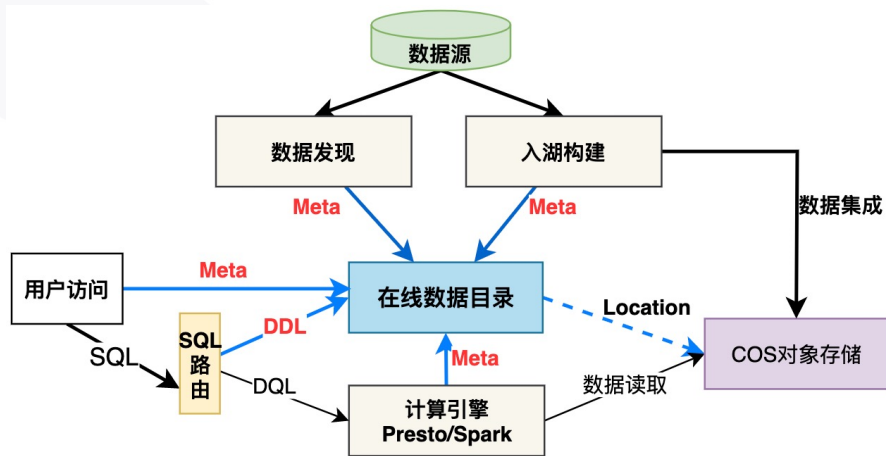 数据源
数据发现
入湖构建
Meta
Meta
数据集成
用户访问
Meta
在线数据目录
Location
SQL
SQL
路
由
DDL
COS对象存储
Meta
DQL
数据读取
计算引擎
Presto/Spark